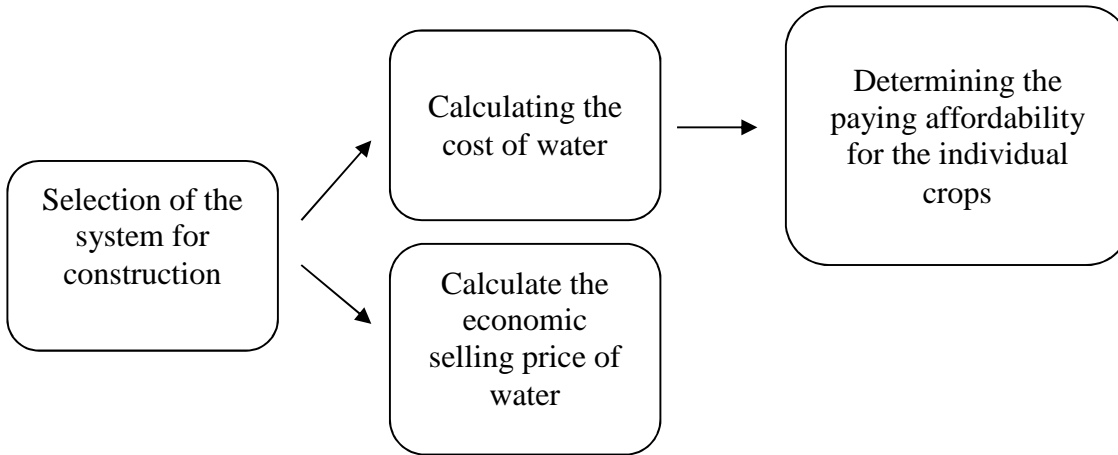 Selection of the
system for
construction
Calculating the
cost of water
Calculate the
economic
selling price of
water
Determining the
paying affordability
for the individual
crops